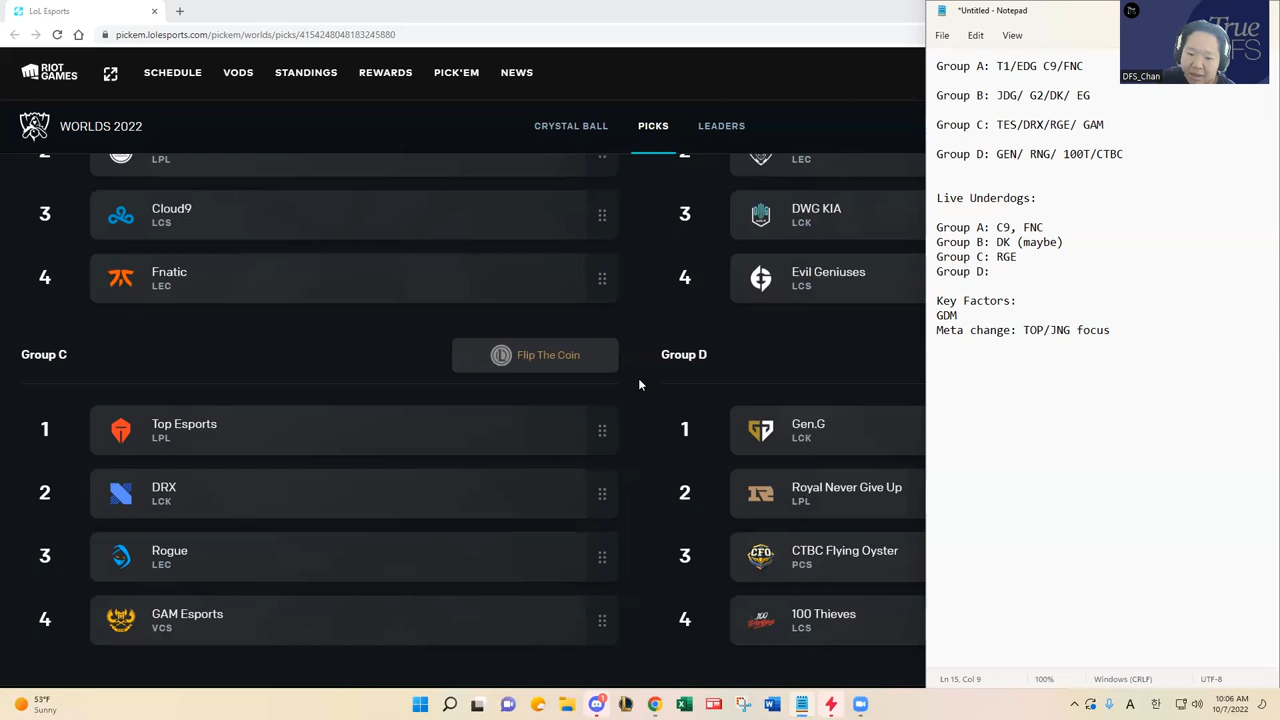 LoL Esports
*Untitled - Notepad
pickem.lolesports.com/pickem/worlds/picks/4154248048183245880
File Edit View
True
DFS_Chan
RIOT GAMES
SCHEDULE VODS STANDINGS REWARDS PICK'EM NEWS
WORLDS 2022
CRYSTAL BALL PICKS LEADERS
LPL
LEC
3 Cloud9
LCS
3 DWG KIA
LCK
4 Fnatic
LEC
4 Evil Geniuses
LCS
Group C
Flip The Coin
Group D
1 Top Esports
LPL
1 Gen.G
LCK
2 DRX
LCK
2 Royal Never Give Up
LPL
3 Rogue
LEC
3 CTBC Flying Oyster
PCS
4 GAM Esports
VCS
4 100 Thieves
LCS
Group A: T1/EDG C9/FNC
Group B: JDG/ G2/DK/ EG
Group C: TES/DRX/RGE/ GAM
Group D: GEN/ RNG/ 100T/CTBC
Live Underdogs:
Group A: C9, FNC
Group B: DK (maybe)
Group C: RGE
Group D:
Key Factors:
GDM
Meta change: TOP/JNG focus
Ln 15, Col 9 100% Windows (CRLF) UTF-8
53°F
Sunny
A 한
10:06 AM
10/7/2022